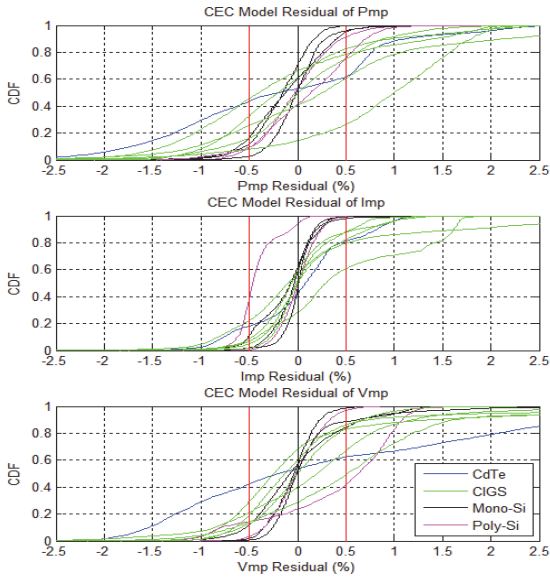 CEC Model Residual of Pmp
1
0.8
0.6
0.4
0.2
0
CDF
-2.5 -2 -1.5 -1 -0.5 0 0.5 1 1.5 2 2.5
Pmp Residual (%)
CEC Model Residual of Imp
1
0.8
0.6
0.4
0.2
0
CDF
-2.5 -2 -1.5 -1 -0.5 0 0.5 1 1.5 2 2.5
Imp Residual (%)
CEC Model Residual of Vmp
1
0.8
0.6
0.4
0.2
0
CDF
CdTe
CIGS
Mono-Si
Poly-Si
-2.5 -2 -1.5 -1 -0.5 0 0.5 1 1.5 2 2.5
Vmp Residual (%)